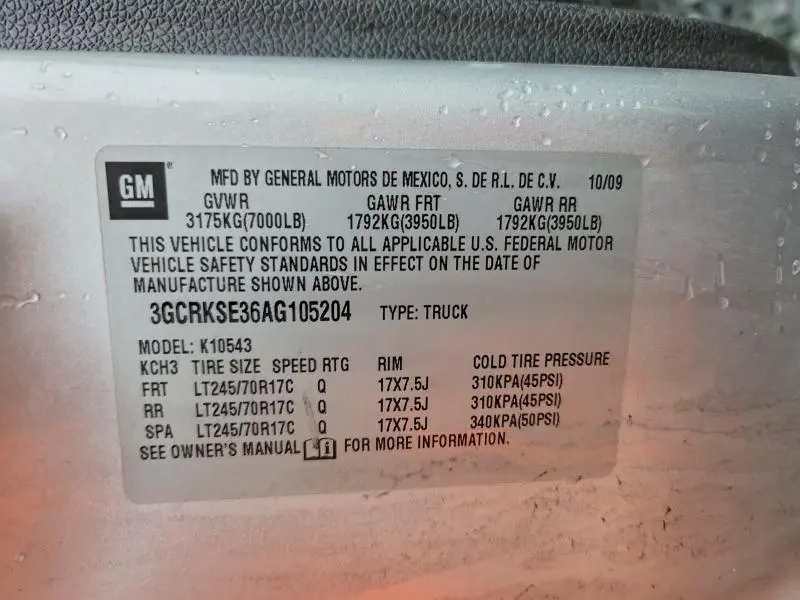 GM ® MFD BY GENERAL MOTORS DE MEXICO, S. DE R.L. DE C.V. 10/09
GVWR GAWR FRT GAWR RR
3175KG(7000LB) 1792KG(3950LB) 1792KG(3950LB)
THIS VEHICLE CONFORMS TO ALL APPLICABLE U.S. FEDERAL MOTOR
VEHICLE SAFETY STANDARDS IN EFFECT ON THE DATE OF
MANUFACTURE SHOWN ABOVE.
3GCRKSE36AG105204 TYPE: TRUCK
MODEL: K10543
KCH3 TIRE SIZE SPEED RTG RIM COLD TIRE PRESSURE
FRT LT245/70R17C Q 17X7.5J 310KPA(45PSI)
RR LT245/70R17C Q 17X7.5J 310KPA(45PSI)
SPA LT245/70R17C Q 17X7.5J 340KPA(50PSI)
SEE OWNER'S MANUAL i FOR MORE INFORMATION.